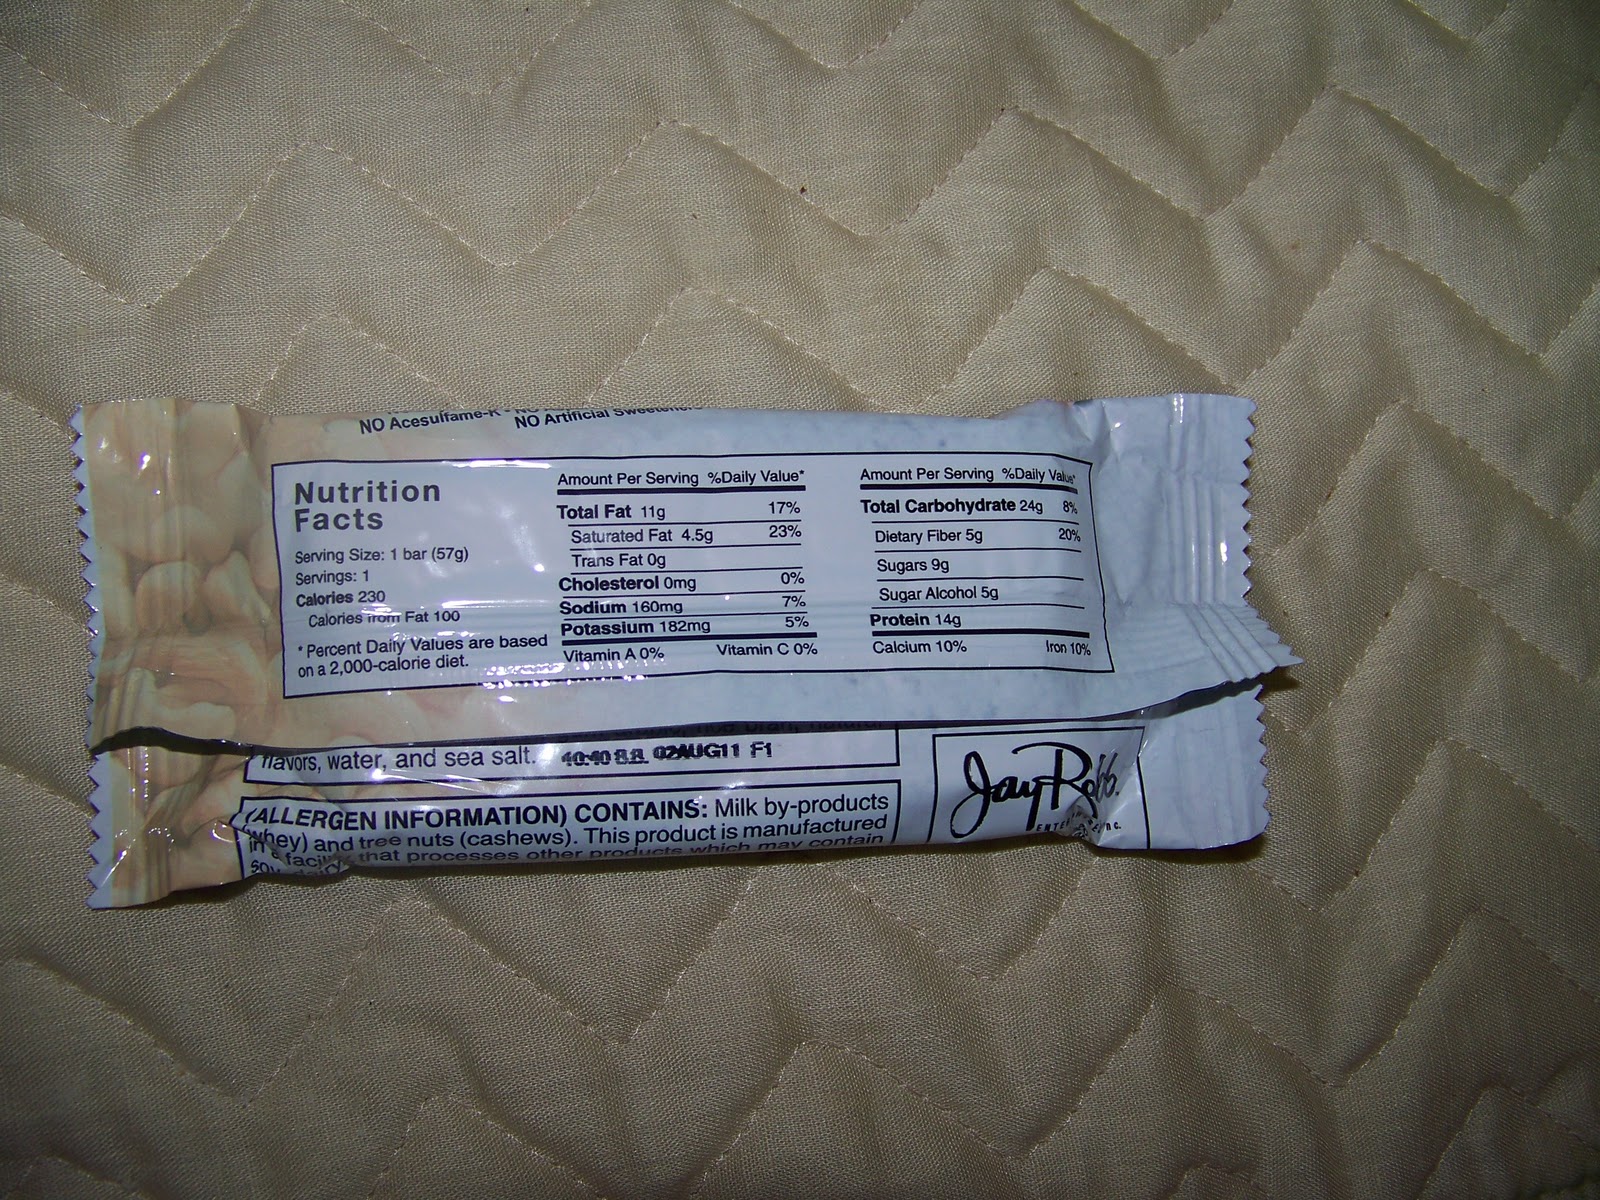 NO Acesulfame-K - NO
NO Artificial Sweeteners
Nutrition
Facts
Serving Size: 1 bar (57g)
Servings: 1
Calories 230
Calories from Fat 100
* Percent Daily Values are based
on a 2,000-calorie diet.
Amount Per Serving %Daily Value*
Total Fat 11g 17%
Saturated Fat 4.5g 23%
Trans Fat 0g
Cholesterol 0mg 0%
Sodium 160mg 7%
Potassium 182mg 5%
Vitamin A 0% Vitamin C 0%
Amount Per Serving %Daily Value*
Total Carbohydrate 24g 8%
Dietary Fiber 5g 20%
Sugars 9g
Sugar Alcohol 5g
Protein 14g
Calcium 10% Iron 10%
flavors, water, and sea salt. 02AUG11 F1
(ALLERGEN INFORMATION) CONTAINS: Milk by-products
(whey) and tree nuts (cashews). This product is manufactured
in a facility that processes other products which may contain
soy, dairy
Jay Robb